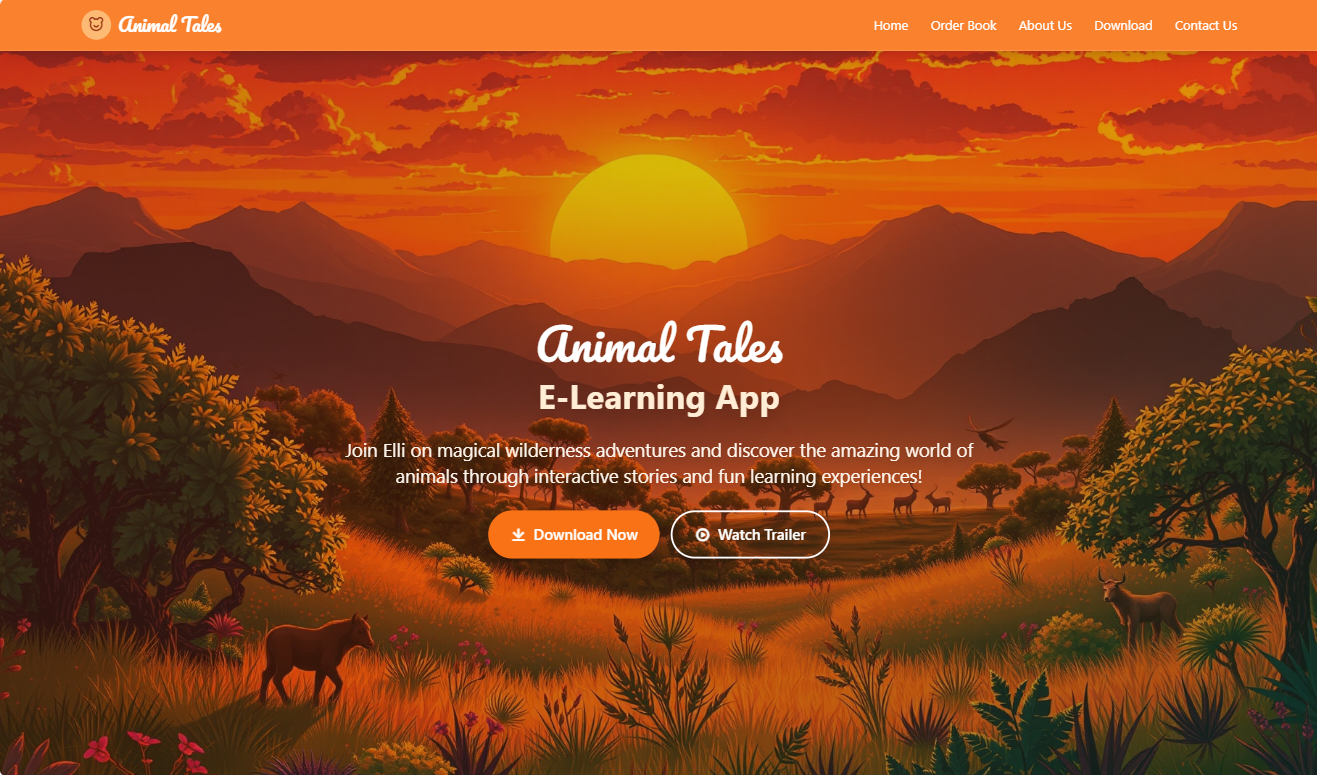 Animal Tales
Home Order Book About Us Download Contact Us
Animal Tales
E-Learning App
Join Elli on magical wilderness adventures and discover the amazing world of
animals through interactive stories and fun learning experiences!
Download Now
Watch Trailer